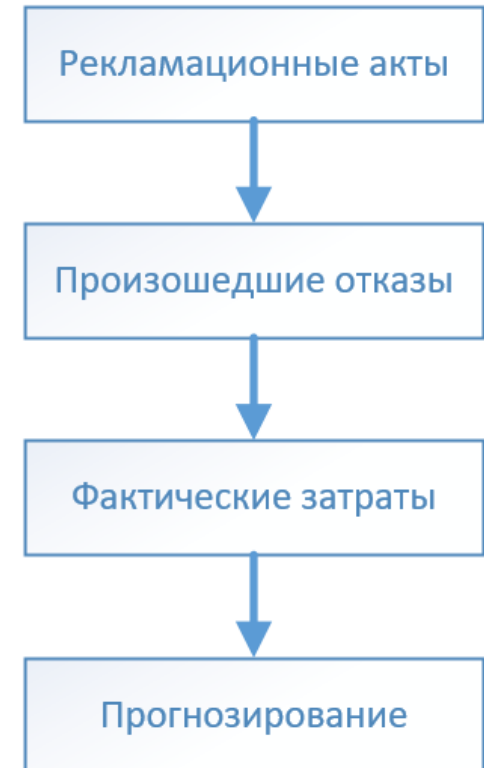 Рекламационные акты
Произошедшие отказы
Фактические затраты
Прогнозирование